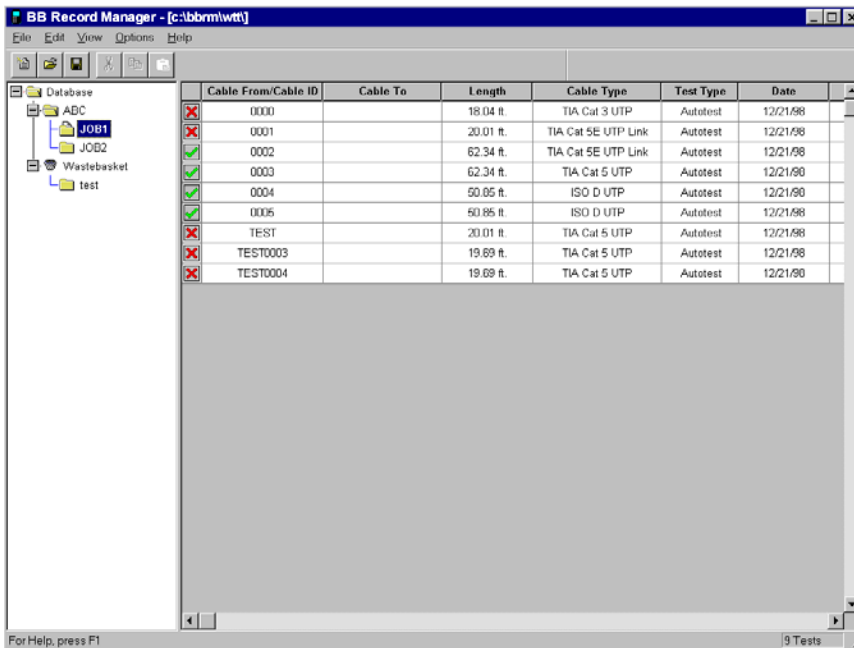 BB Record Manager - [c:\bbrm\wtt\]
File Edit View Options Help
Database
ABC
JOB1
JOB2
Wastebasket
test
Cable From/Cable ID Cable To Length Cable Type Test Type Date
0000 18.04 ft. TIA Cat 3 UTP Autotest 12/21/98
0001 20.01 ft. TIA Cat 5E UTP Link Autotest 12/21/98
0002 62.34 ft. TIA Cat 5E UTP Link Autotest 12/21/98
0003 62.34 ft. TIA Cat 5 UTP Autotest 12/21/98
0004 50.85 ft. ISO D UTP Autotest 12/21/98
0005 50.85 ft. ISO D UTP Autotest 12/21/98
TEST 20.01 ft. TIA Cat 5 UTP Autotest 12/21/98
TEST0003 19.69 ft. TIA Cat 5 UTP Autotest 12/21/98
TEST0004 19.69 ft. TIA Cat 5 UTP Autotest 12/21/98
For Help, press F1 9 Tests